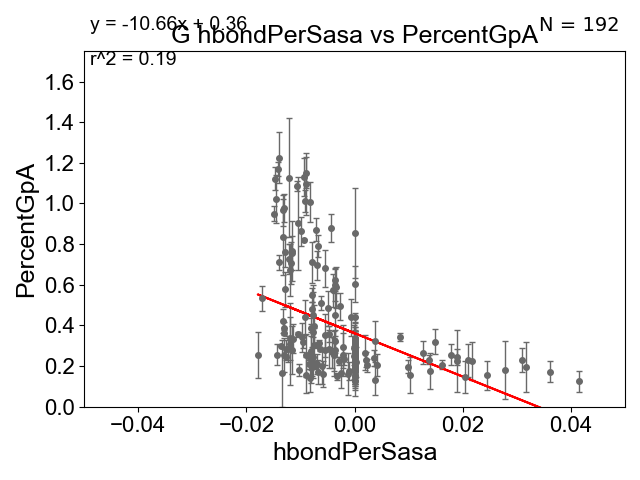 y = -10.66x + 0.36
N = 192
G hbondPerSasa vs PercentGpA
r^2 = 0.19
1.6
1.4
1.2
1.0
0.8
0.6
0.4
0.2
0.0
PercentGpA
−0.04
−0.02
0.00
0.02
0.04
hbondPerSasa